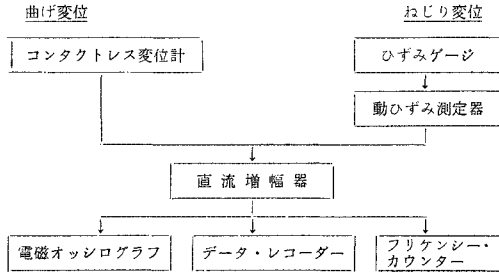 曲げ変位
ねじり変位
コンタクトレス変位計
ひずみゲージ
動ひずみ測定器
直流増幅器
電磁オッシログラフ
データ・レコーダー
フリケンシー・
カウンター